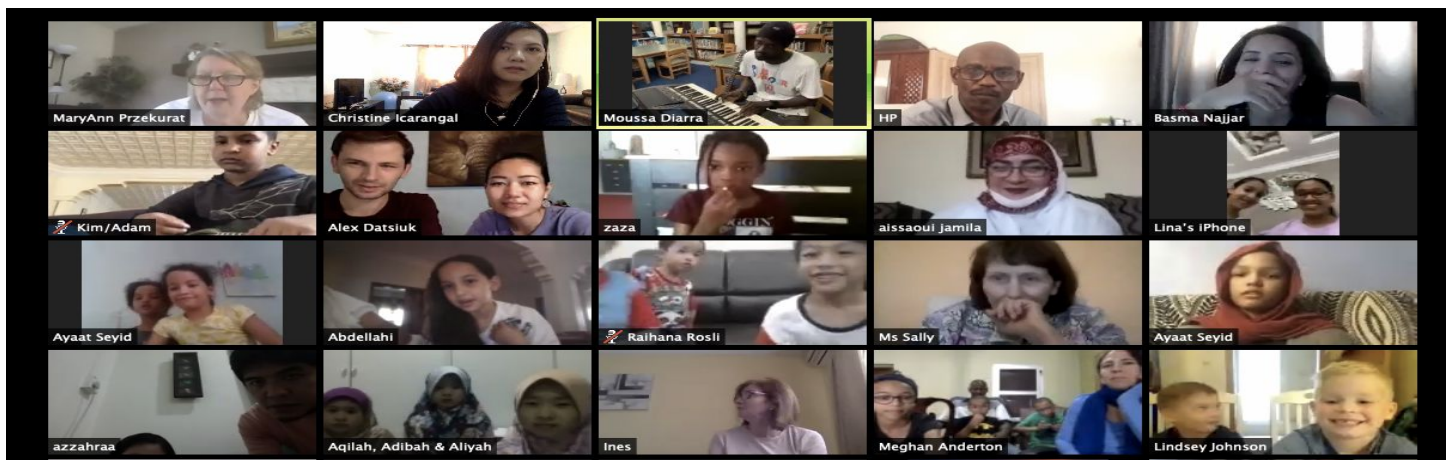 MaryAnn Przekurat
Christine Icarangal
Moussa Diarra
HP
Basma Najjar
Kim/Adam
Alex Datsiuk
zaza
aissaoui jamila
Lina's iPhone
Ayaat Seyid
Abdellahi
Raihana Rosli
Ms Sally
Ayaat Seyid
azzahraa
Aqilah, Adibah & Aliyah
Ines
Meghan Anderton
Lindsey Johnson